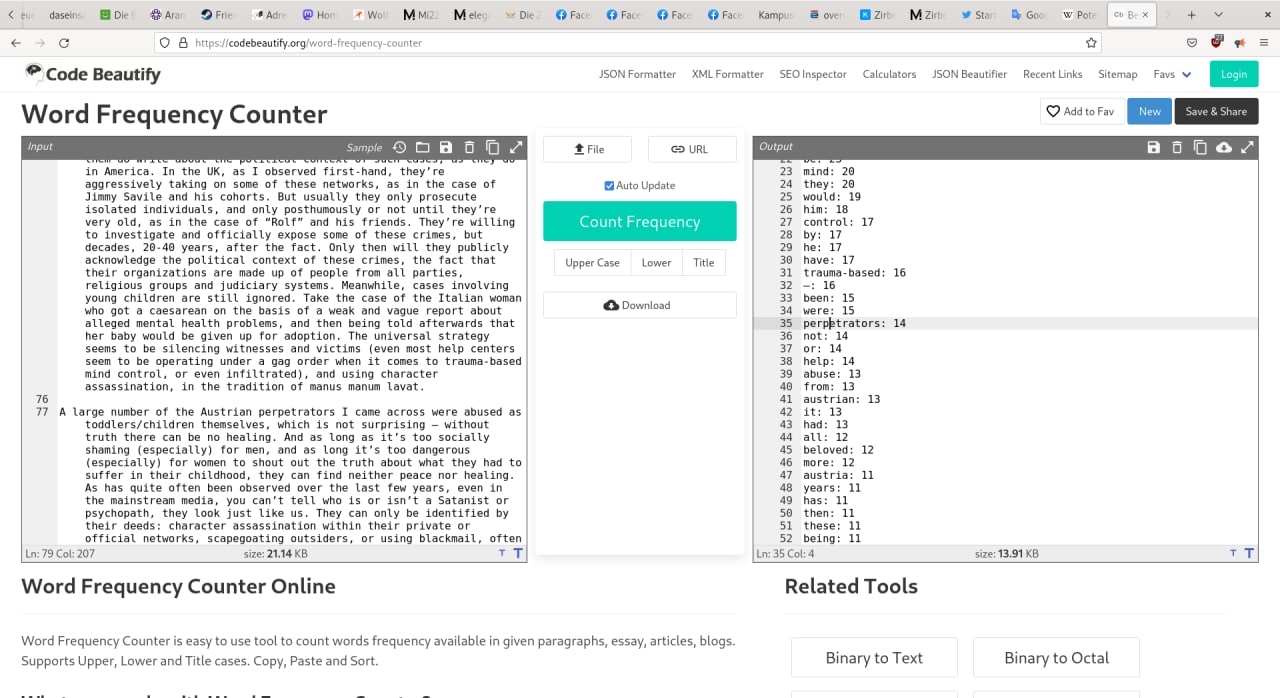 eue
daseins
Die E
Aran
Frien
Adre
Hom
Wolf
Mi22
elega
Die Z
Face
Face
Face
Face
Kampus
over
Zirbe
Zirbe
Start
Goo
W Pote
Be
https://codebeautify.org/word-frequency-counter
Code Beautify
JSON Formatter XML Formatter SEO Inspector Calculators JSON Beautifier Recent Links Sitemap Favs Login
Word Frequency Counter
Add to Fav New Save & Share
Input Sample
them do write about the political context of such cases, as they do
in America. In the UK, as I observed first-hand, they’re
aggressively taking on some of these networks, as in the case of
Jimmy Savile and his cohorts. But usually they only prosecute
isolated individuals, and only posthumously or not until they’re
very old, as in the case of “Rolf” and his friends. They’re willing
to investigate and officially expose some of these crimes, but
decades, 20-40 years, after the fact. Only then will they publicly
acknowledge the political context of these crimes, the fact that
their organizations are made up of people from all parties,
religious groups and judiciary systems. Meanwhile, cases involving
young children are still ignored. Take the case of the Italian woman
who got a caesarean on the basis of a weak and vague report about
alleged mental health problems, and then being told afterwards that
her baby would be given up for adoption. The universal strategy
seems to be silencing witnesses and victims (even most help centers
seem to be operating under a gag order when it comes to trauma-based
mind control, or even infiltrated), and using character
assassination, in the tradition of manus manum lavat.
76
77 A large number of the Austrian perpetrators I came across were abused as
toddlers/children themselves, which is not surprising – without
truth there can be no healing. And as long as it’s too socially
shaming (especially) for men, and as long it’s too dangerous
(especially) for women to shout out the truth about what they had to
suffer in their childhood, they can find neither peace nor healing.
As has quite often been observed over the last few years, even in
the mainstream media, you can’t tell who is or isn’t a Satanist or
psychopath, they look just like us. They can only be identified by
their deeds: character assassination within their private or
official networks, scapegoating outsiders, or using blackmail, often
Ln: 79 Col: 207 size: 21.14 KB T T
File URL
Auto Update
Count Frequency
Upper Case Lower Title
Download
Output
22 be: 23
23 mind: 20
24 they: 20
25 would: 19
26 him: 18
27 control: 17
28 by: 17
29 he: 17
30 have: 17
31 trauma-based: 16
32 –: 16
33 been: 15
34 were: 15
35 perpetrators: 14
36 not: 14
37 or: 14
38 help: 14
39 abuse: 13
40 from: 13
41 austrian: 13
42 it: 13
43 had: 13
44 all: 12
45 beloved: 12
46 more: 12
47 austria: 11
48 years: 11
49 has: 11
50 then: 11
51 these: 11
52 being: 11
Ln: 35 Col: 4 size: 13.91 KB T T
Word Frequency Counter Online
Word Frequency Counter is easy to use tool to count words frequency available in given paragraphs, essay, articles, blogs.
Supports Upper, Lower and Title cases. Copy, Paste and Sort.
Related Tools
Binary to Text Binary to Octal